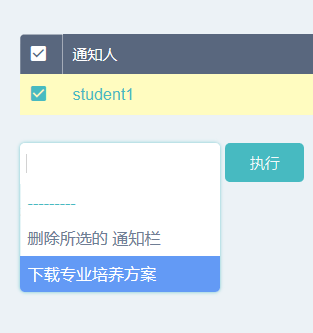 通知人
student1
执行
---------
删除所选的 通知栏
下载专业培养方案